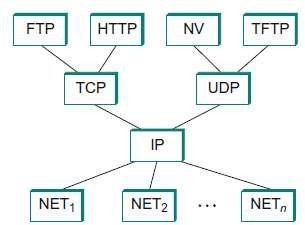 FTP HTTP NV TFTP
TCP UDP
IP
NET₁ NET₂ ... NETₙ